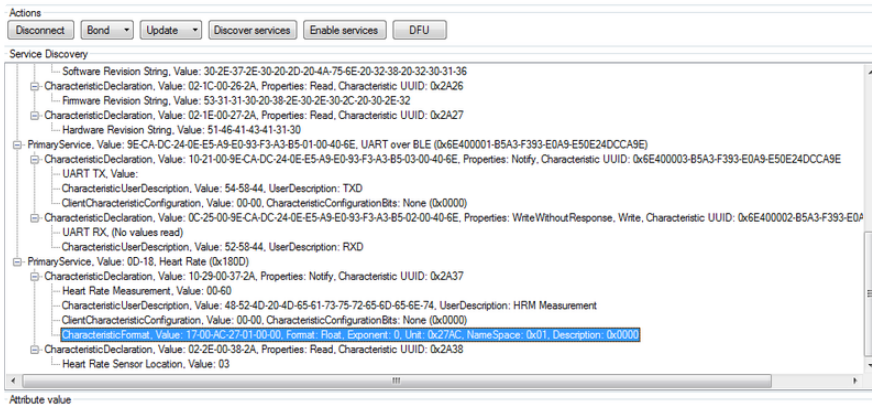 Actions
Disconnect Bond Update Discover services Enable services DFU
Service Discovery
Software Revision String, Value: 30-2E-37-2E-30-20-2D-20-4A-75-6E-20-32-38-20-32-30-31-36
CharacteristicDeclaration, Value: 02-1C-00-26-2A, Properties: Read, Characteristic UUID: 0x2A26
Firmware Revision String, Value: 53-31-31-30-20-38-2E-30-2E-30-2C-20-30-2E-32
CharacteristicDeclaration, Value: 02-1E-00-27-2A, Properties: Read, Characteristic UUID: 0x2A27
Hardware Revision String, Value: 51-46-41-43-41-31-30
PrimaryService, Value: 9E-CA-DC-24-0E-E5-A9-E0-93-F3-A3-B5-01-00-40-6E, UART over BLE (0x6E400001-B5A3-F393-E0A9-E50E24DCCA9E)
CharacteristicDeclaration, Value: 10-21-00-9E-CA-DC-24-0E-E5-A9-E0-93-F3-A3-B5-03-00-40-6E, Properties: Notify, Characteristic UUID: 0x6E400003-B5A3-F393-E0A9-E50E24DCCA9E
UART TX, Value:
CharacteristicUserDescription, Value: 54-58-44, UserDescription: TXD
ClientCharacteristicConfiguration, Value: 00-00, CharacteristicConfigurationBits: None (0x0000)
CharacteristicDeclaration, Value: 0C-25-00-9E-CA-DC-24-0E-E5-A9-E0-93-F3-A3-B5-02-00-40-6E, Properties: WriteWithoutResponse, Write, Characteristic UUID: 0x6E400002-B5A3-F393-E0A
UART RX, (No values read)
CharacteristicUserDescription, Value: 52-58-44, UserDescription: RXD
PrimaryService, Value: 0D-18, Heart Rate (0x180D)
CharacteristicDeclaration, Value: 10-29-00-37-2A, Properties: Notify, Characteristic UUID: 0x2A37
Heart Rate Measurement, Value: 00-60
CharacteristicUserDescription, Value: 48-52-4D-20-4D-65-61-73-75-72-65-6D-65-6E-74, UserDescription: HRM Measurement
ClientCharacteristicConfiguration, Value: 00-00, CharacteristicConfigurationBits: None (0x0000)
CharacteristicFormat, Value: 17-00-AC-27-01-00-00, Format: Float, Exponent: 0, Unit: 0x27AC, NameSpace: 0x01, Description: 0x0000
CharacteristicDeclaration, Value: 02-2E-00-38-2A, Properties: Read, Characteristic UUID: 0x2A38
Heart Rate Sensor Location, Value: 03
Attribute value